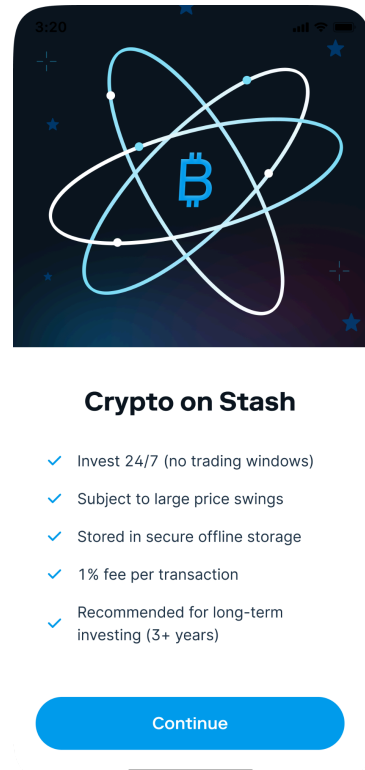 3:20
Crypto on Stash
Invest 24/7 (no trading windows)
Subject to large price swings
Stored in secure offline storage
1% fee per transaction
Recommended for long-term
investing (3+ years)
Continue